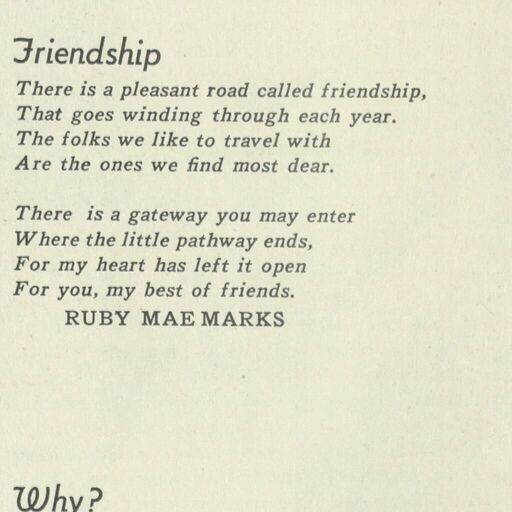 Friendship
There is a pleasant road called friendship,
That goes winding through each year.
The folks we like to travel with
Are the ones we find most dear.
There is a gateway you may enter
Where the little pathway ends,
For my heart has left it open
For you, my best of friends.
RUBY MAE MARKS
Why?